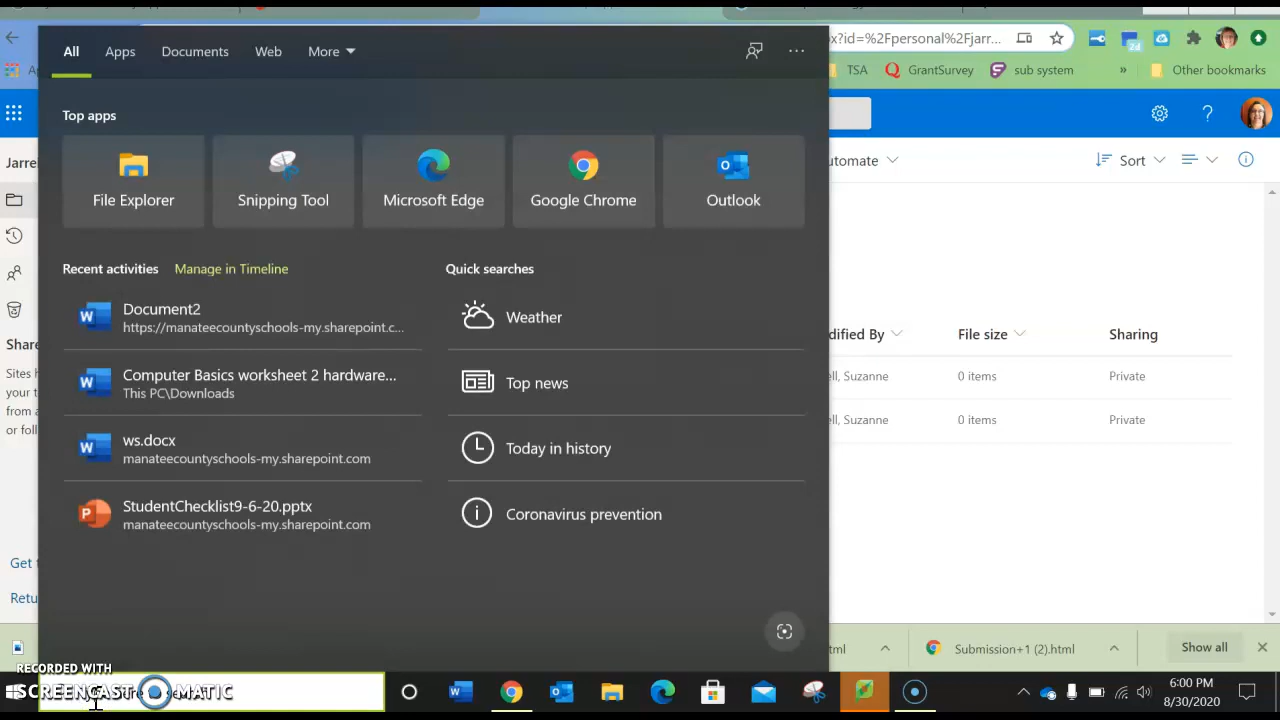 All Apps Documents Web More
x?id=%2Fpersonal%2Fjarr...
24
TSA GrantSurvey sub system » Other bookmarks
Top apps
File Explorer Snipping Tool Microsoft Edge Google Chrome Outlook
Jarrel
utomate Sort
Recent activities Manage in Timeline Quick searches
Document2
https://manateecountyschools-my.sharepoint.c...
Weather
Computer Basics worksheet 2 hardware...
This PC\Downloads
Top news
ws.docx
manateecountyschools-my.sharepoint.com
Today in history
StudentChecklist9-6-20.pptx
manateecountyschools-my.sharepoint.com
Coronavirus prevention
dified By File size Sharing
ell, Suzanne 0 items Private
ell, Suzanne 0 items Private
Share
Sites h
your t
from a
or foll
Get t
Retu
tml Submission+1 (2).html Show all
RECORDED WITH
SCREENCAST MATIC
6:00 PM
8/30/2020